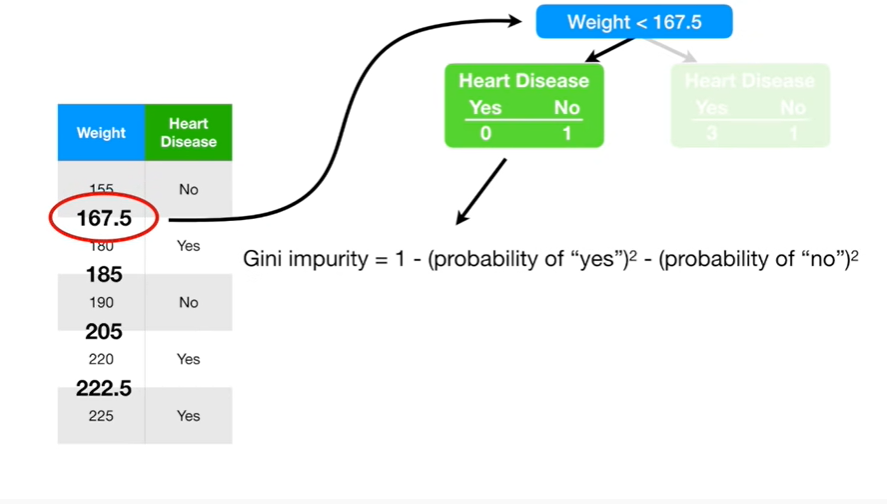 Weight < 167.5
Heart Disease
Yes No
0 1
Heart Disease
Yes No
3 1
Weight Heart Disease
155 No
167.5
180 Yes
185
190 No
205
220 Yes
222.5
225 Yes
Gini impurity = 1 - (probability of “yes”)² - (probability of “no”)²